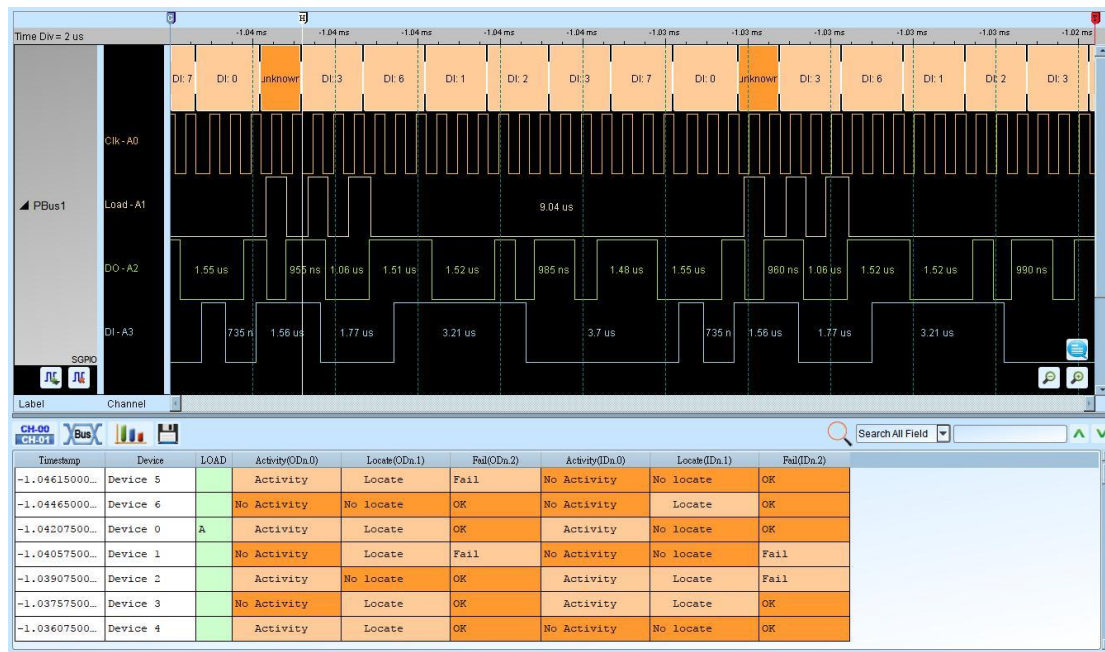 Time Div = 2 us
-1.04 ms -1.04 ms -1.04 ms -1.04 ms -1.04 ms -1.03 ms -1.03 ms -1.03 ms -1.03 ms -1.03 ms -1.02 ms
DI: 7 DI: 0 unknowr DI: 3 DI: 6 DI: 1 DI: 2 DI: 3 DI: 7 DI: 0 unknowr DI: 3 DI: 6 DI: 1 DI: 2 DI: 3
Clk - A0
PBus1 Load - A1 9.04 us
DO - A2 1.55 us 955 ns 1.06 us 1.51 us 1.52 us 985 ns 1.48 us 1.55 us 960 ns 1.06 us 1.52 us 1.52 us 990 ns
DI - A3 735 n 1.56 us 1.77 us 3.21 us 3.7 us 735 n 1.56 us 1.77 us 3.21 us
SGPIO
Label Channel
CH-00
CH-01 Bus Search All Field
Timestamp Device LOAD Activity(ODn.0) Locate(ODn.1) Fail(ODn.2) Activity(IDn.0) Locate(IDn.1) Fail(IDn.2)
-1.04615000... Device 5 Activity Locate Fail No Activity No locate OK
-1.04465000... Device 6 No Activity No locate OK No Activity Locate OK
-1.04207500... Device 0 A Activity Locate OK Activity No locate OK
-1.04057500... Device 1 No Activity Locate Fail No Activity No locate Fail
-1.03907500... Device 2 Activity No locate OK Activity Locate Fail
-1.03757500... Device 3 No Activity Locate OK Activity Locate OK
-1.03607500... Device 4 Activity Locate OK No Activity No locate OK